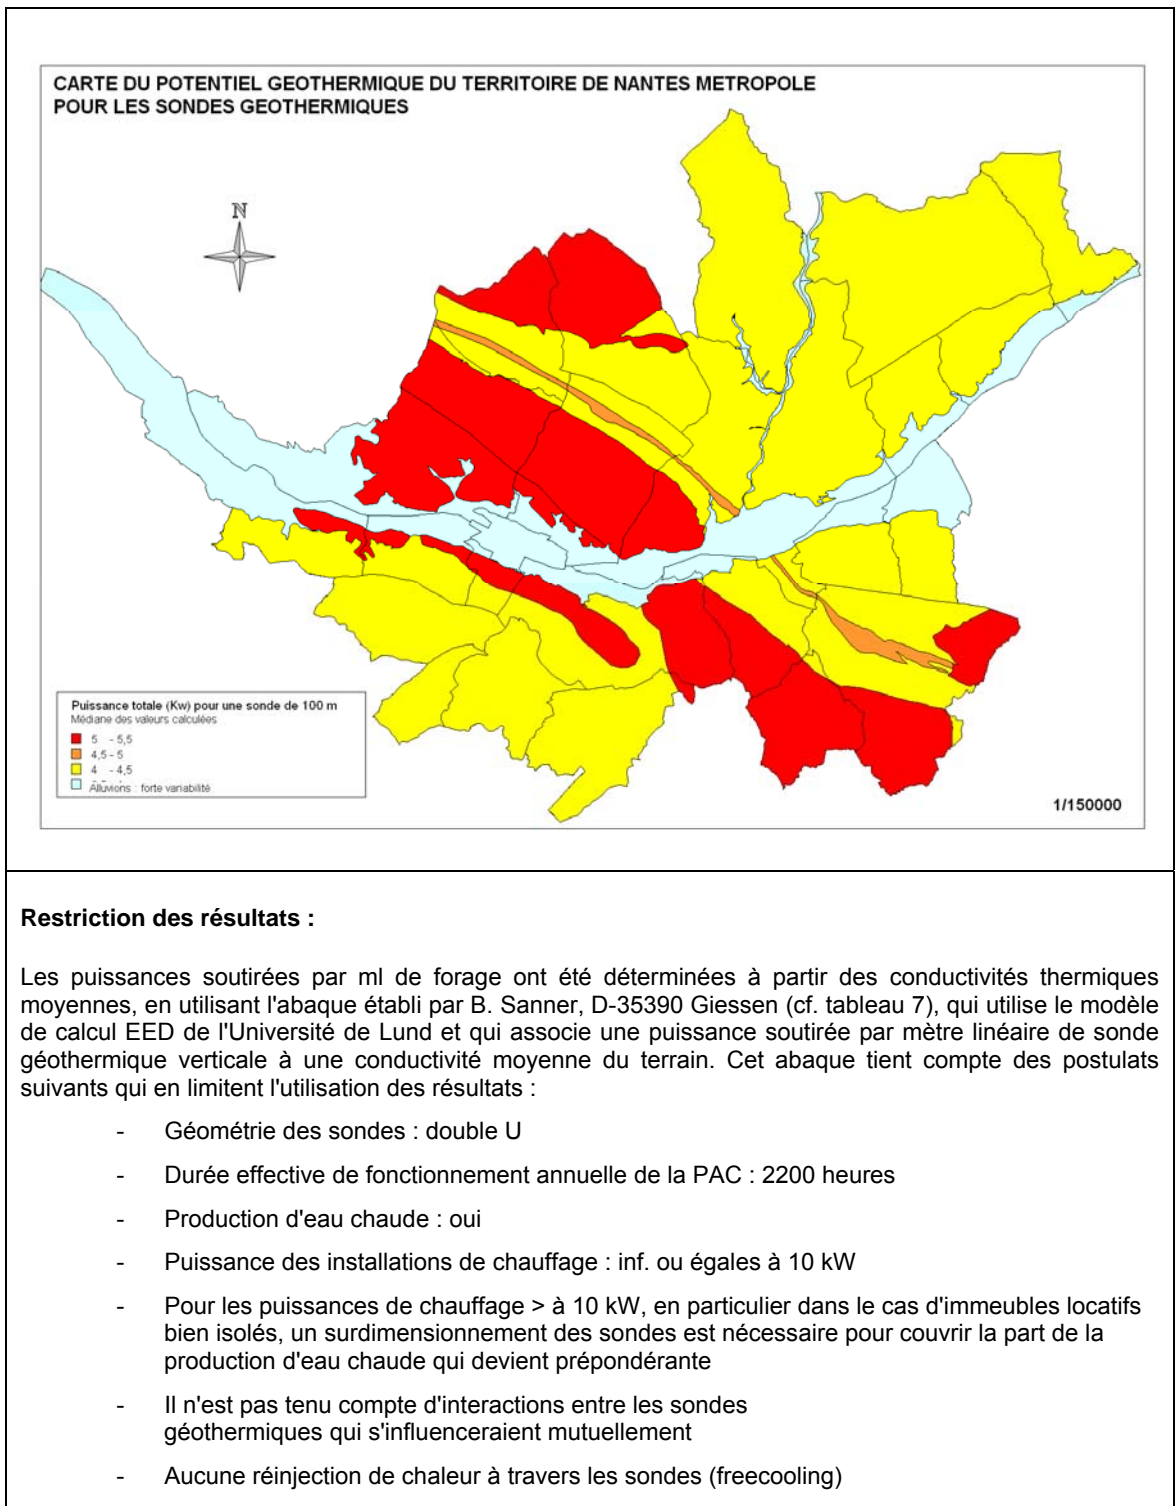 CARTE DU POTENTIEL GEOTHERMIQUE DU TERRITOIRE DE NANTES METROPOLE
POUR LES SONDES GEOTHERMIQUES
N
Puissance totale (Kw) pour une sonde de 100 m
Médiane des valeurs calculées
5 - 5,5
4,5 - 5
4 - 4,5
Alluvions : forte variabilité
1/150000
Restriction des résultats :
Les puissances soutirées par ml de forage ont été déterminées à partir des conductivités thermiques
moyennes, en utilisant l'abaque établi par B. Sanner, D-35390 Giessen (cf. tableau 7), qui utilise le modèle
de calcul EED de l'Université de Lund et qui associe une puissance soutirée par mètre linéaire de sonde
géothermique verticale à une conductivité moyenne du terrain. Cet abaque tient compte des postulats
suivants qui en limitent l'utilisation des résultats :
- Géométrie des sondes : double U
- Durée effective de fonctionnement annuelle de la PAC : 2200 heures
- Production d'eau chaude : oui
- Puissance des installations de chauffage : inf. ou égales à 10 kW
- Pour les puissances de chauffage > à 10 kW, en particulier dans le cas d'immeubles locatifs
bien isolés, un surdimensionnement des sondes est nécessaire pour couvrir la part de la
production d'eau chaude qui devient prépondérante
- Il n'est pas tenu compte d'interactions entre les sondes
géothermiques qui s'influenceraient mutuellement
- Aucune réinjection de chaleur à travers les sondes (freecooling)